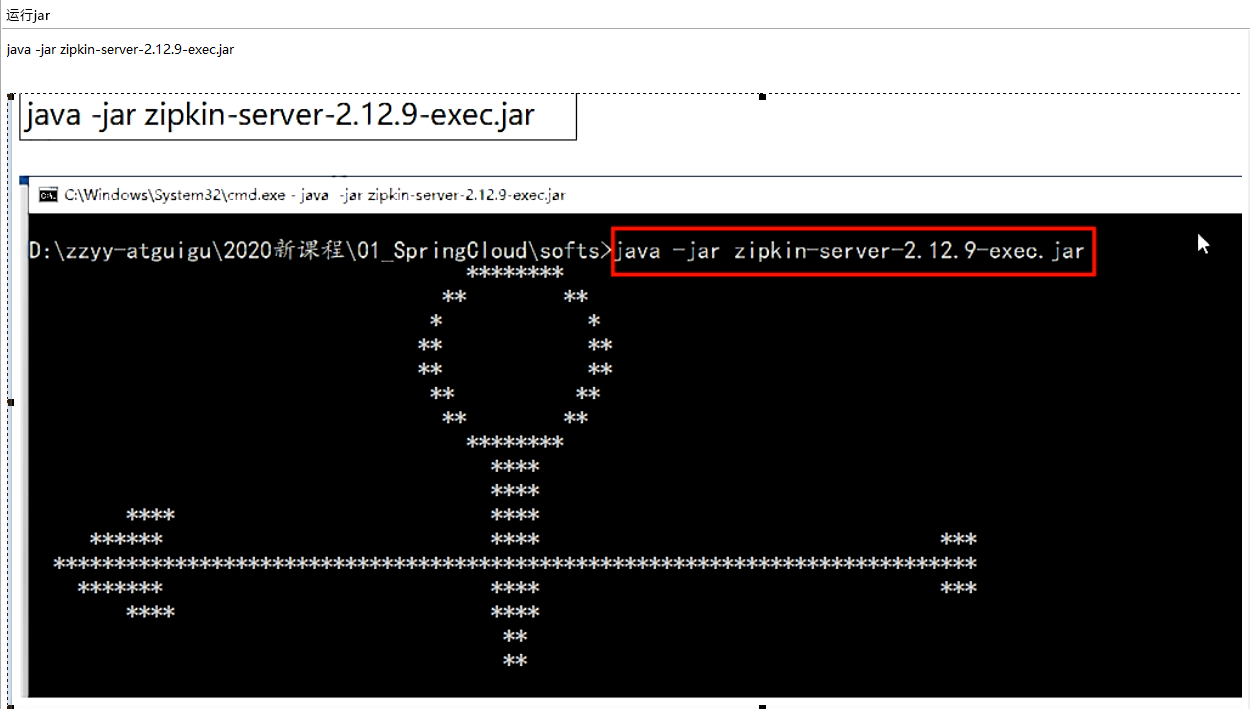 运行jar
java -jar zipkin-server-2.12.9-exec.jar
java -jar zipkin-server-2.12.9-exec.jar
C:\Windows\System32\cmd.exe - java  -jar zipkin-server-2.12.9-exec.jar
D:\zzyy-atguigu\2020新课程\01_SpringCloud\softs>java -jar zipkin-server-2.12.9-exec.jar
********
** **
* *
** **
** **
** **
** **
********
****
****
**** ****
****** **** ***
****************************************************************************
******* **** ***
**** ****
**
**